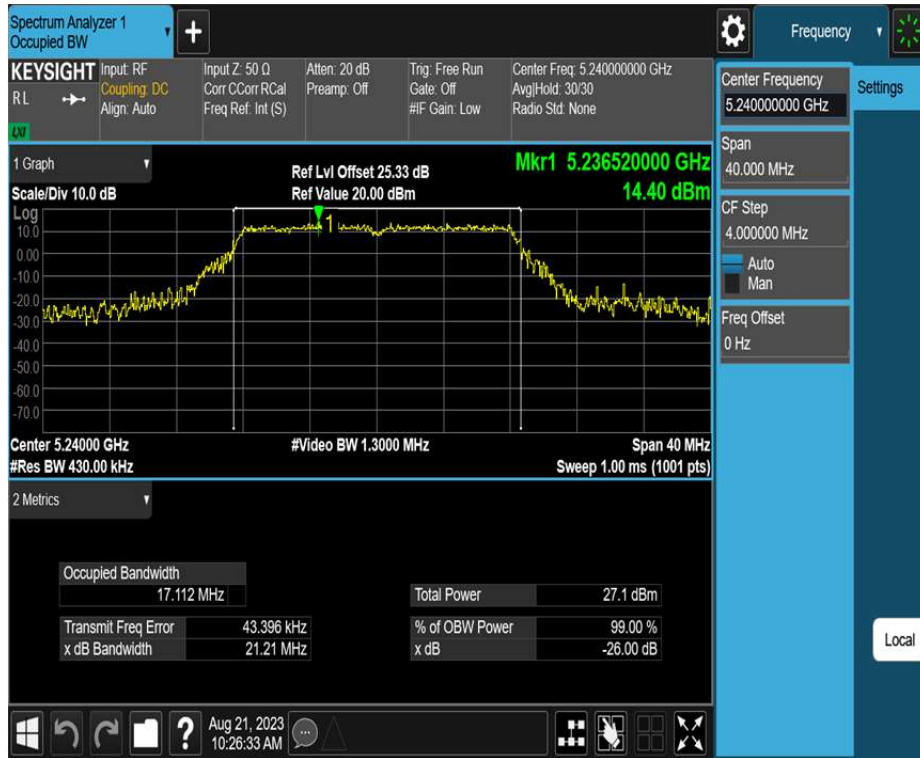 Spectrum Analyzer 1
Occupied BW
+
Frequency
KEYSIGHT
RL
LXI
Input: RF
Coupling: DC
Align: Auto
Input Z: 50 Ω
Corr CCorr RCal
Freq Ref: Int (S)
Atten: 20 dB
Preamp: Off
Trig: Free Run
Gate: Off
#IF Gain: Low
Center Freq: 5.240000000 GHz
Avg|Hold: 30/30
Radio Std: None
Center Frequency
5.240000000 GHz
Settings
Span
40.000 MHz
CF Step
4.000000 MHz
Auto
Man
Freq Offset
0 Hz
1 Graph
Scale/Div 10.0 dB
Ref Lvl Offset 25.33 dB
Ref Value 20.00 dBm
Mkr1 5.236520000 GHz
14.40 dBm
Log
10.0
0.00
-10.0
-20.0
-30.0
-40.0
-50.0
-60.0
-70.0
1
Center 5.24000 GHz
#Video BW 1.3000 MHz
Span 40 MHz
#Res BW 430.00 kHz
Sweep 1.00 ms (1001 pts)
2 Metrics
Occupied Bandwidth
17.112 MHz
Total Power 27.1 dBm
Transmit Freq Error 43.396 kHz
% of OBW Power 99.00 %
x dB Bandwidth 21.21 MHz
x dB -26.00 dB
Local
?
Aug 21, 2023
10:26:33 AM